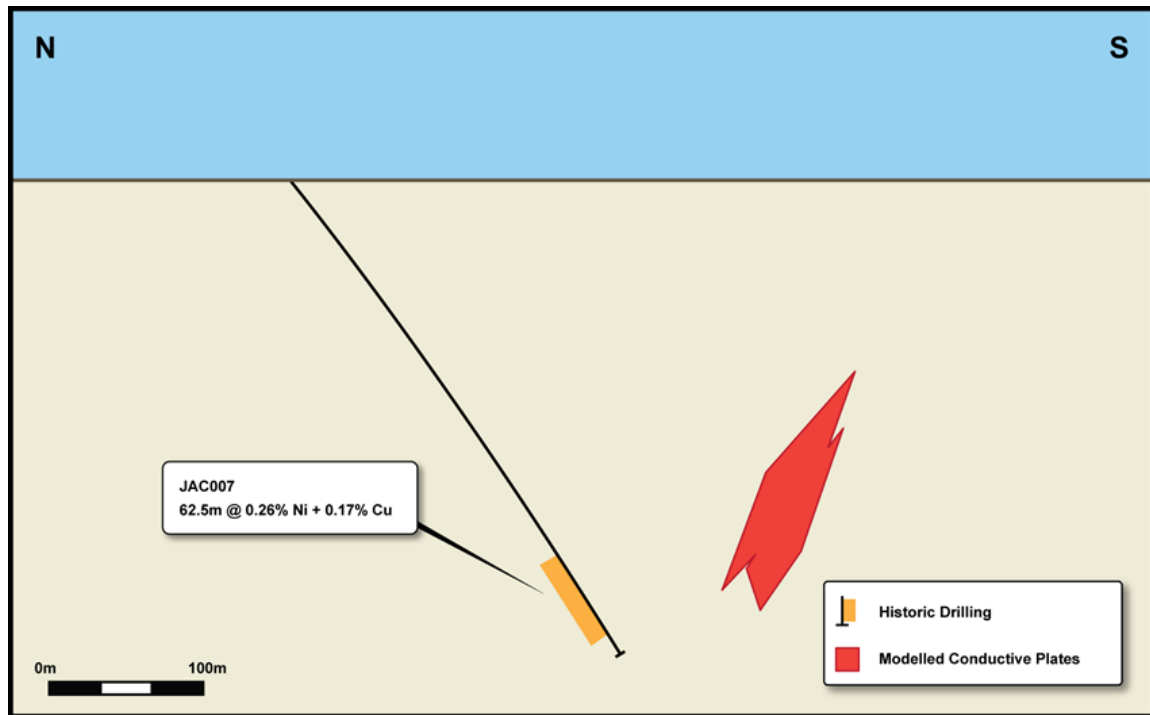 N
S
JAC007
62.5m @ 0.26% Ni + 0.17% Cu
Historic Drilling
Modelled Conductive Plates
0m
100m